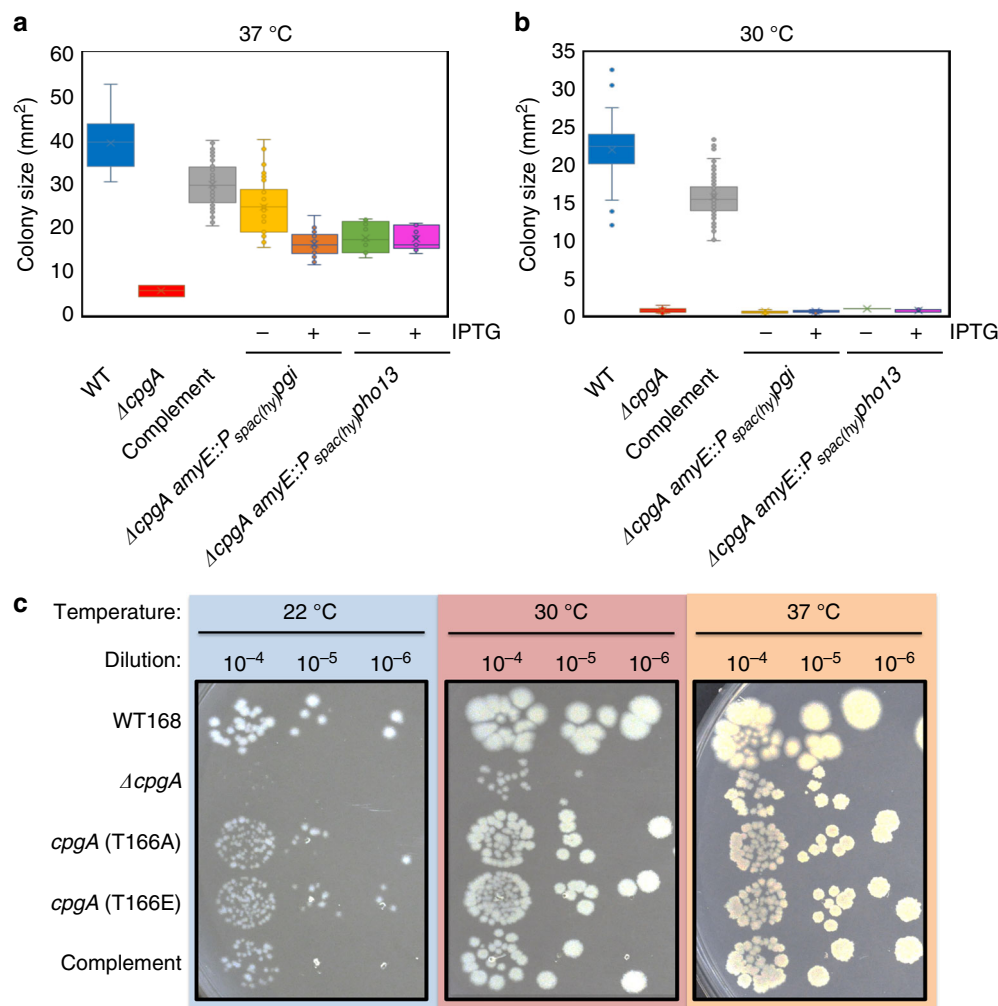 a
37 °C
Colony size (mm²)
60
50
40
30
20
10
0
– + – + IPTG
WT
ΔcpgA
Complement
ΔcpgA amyE::P_spac(hy)pgi
ΔcpgA amyE::P_spac(hy)pho13
b
30 °C
Colony size (mm²)
35
30
25
20
15
10
5
0
– + – + IPTG
WT
ΔcpgA
Complement
ΔcpgA amyE::P_spac(hy)pgi
ΔcpgA amyE::P_spac(hy)pho13
c
Temperature: 22 °C 30 °C 37 °C
Dilution: 10⁻⁴ 10⁻⁵ 10⁻⁶ 10⁻⁴ 10⁻⁵ 10⁻⁶ 10⁻⁴ 10⁻⁵ 10⁻⁶
WT168
ΔcpgA
cpgA (T166A)
cpgA (T166E)
Complement